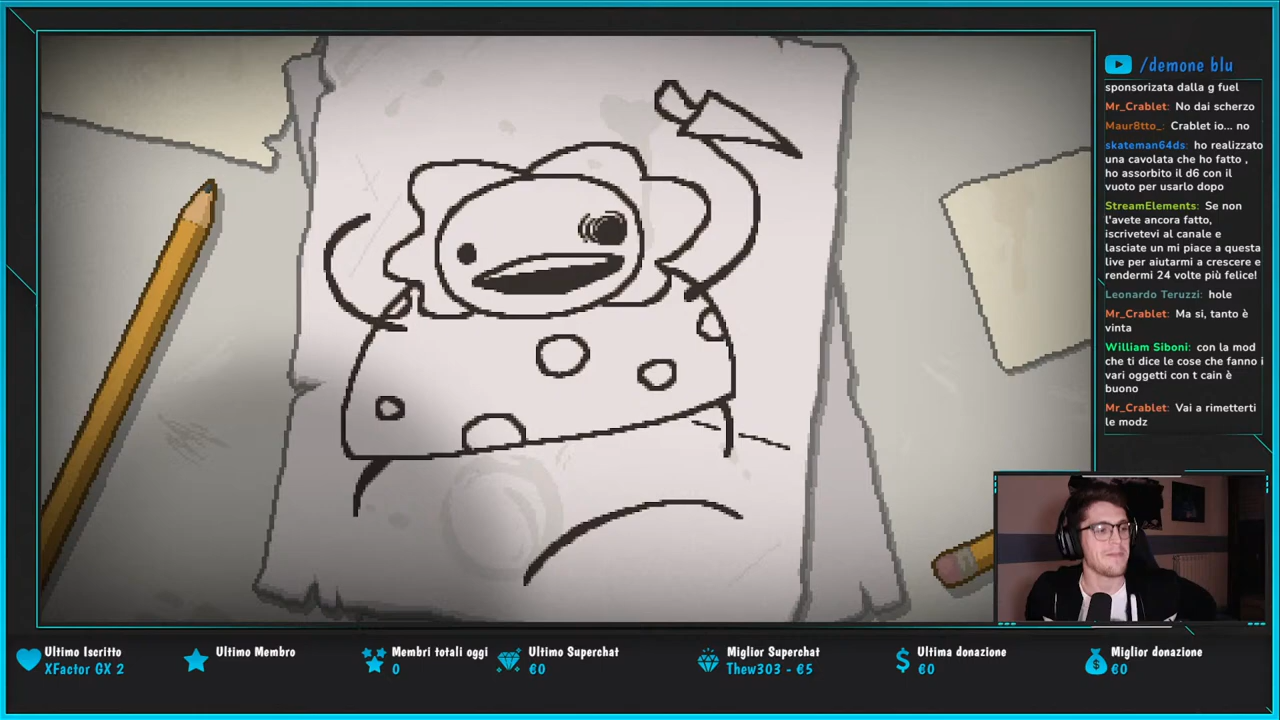 /demone blu
sponsorizata dalla g fuel
Mr_Crablet: No dai scherzo
Maur8tto_: Crablet io... no
skateman64ds: ho realizzato
una cavolata che ho fatto ,
ho assorbito il d6 con il
vuoto per usarlo dopo
StreamElements: Se non
l'avete ancora fatto,
iscrivetevi al canale e
lasciate un mi piace a questa
live per aiutarmi a crescere e
rendermi 24 volte più felice!
Leonardo Teruzzi: hole
Mr_Crablet: Ma si, tanto è
vinta
William Siboni: con la mod
che ti dice le cose che fanno i
vari oggetti con t cain è
buono
Mr_Crablet: Vai a rimetterti
le modz
Ultimo Iscritto
XFactor GX 2
Ultimo Membro
Membri totali oggi
0
Ultimo Superchat
€0
Miglior Superchat
Thew303 - €5
Ultima donazione
€0
Miglior donazione
€0